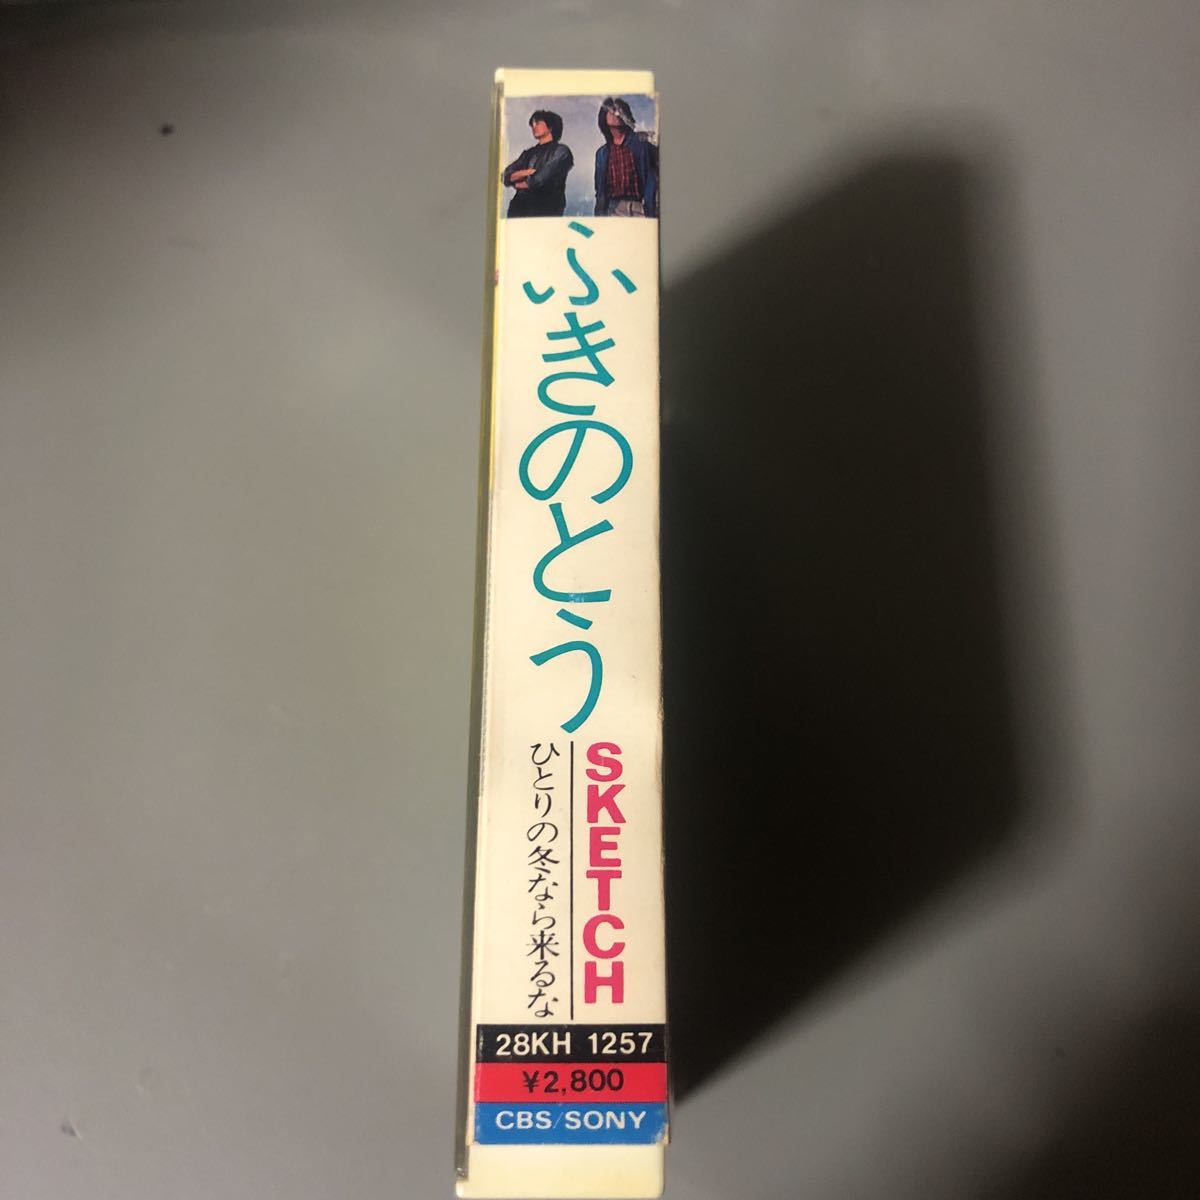 ふきのとう
SKETCH
ひとりの冬なら来るな
28KH 1257
¥2,800
CBS/SONY